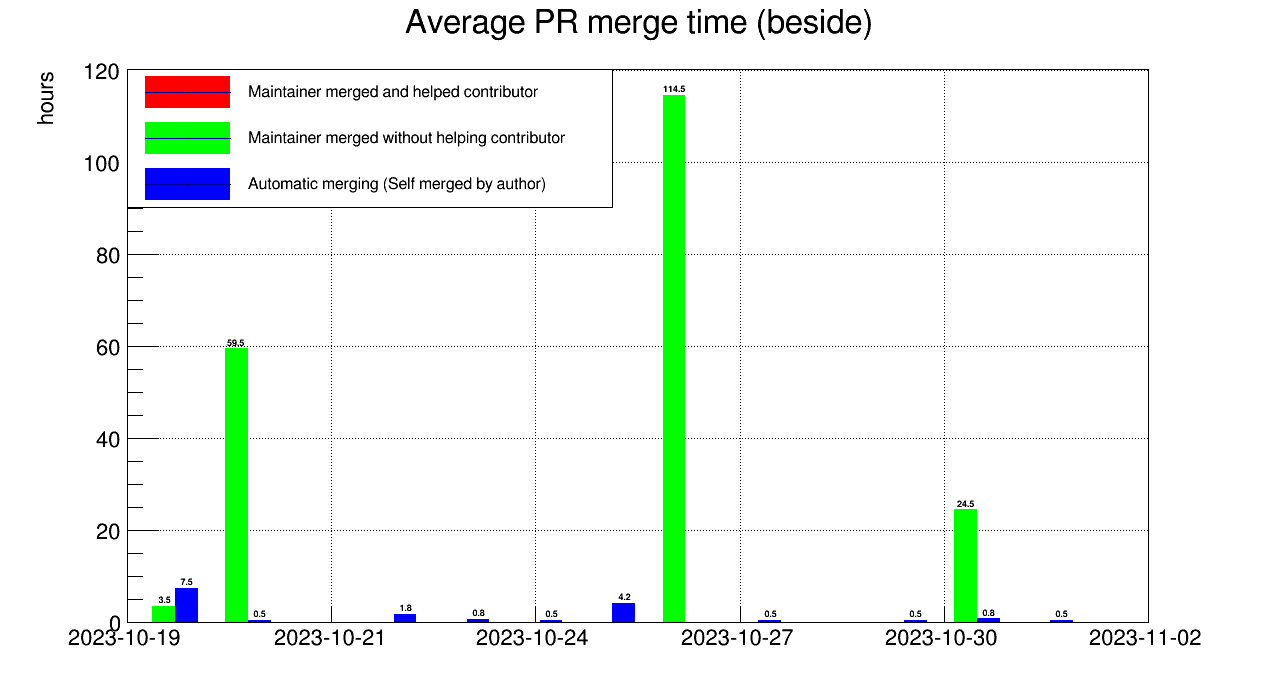 Average PR merge time (beside)
hours
120
100
80
60
40
20
0
Maintainer merged and helped contributor
Maintainer merged without helping contributor
Automatic merging (Self merged by author)
3.5 7.5 59.5 0.5 1.8 0.8 0.5 4.2 114.5 0.5 0.5 24.5 0.8 0.5
2023-10-19 2023-10-21 2023-10-24 2023-10-27 2023-10-30 2023-11-02